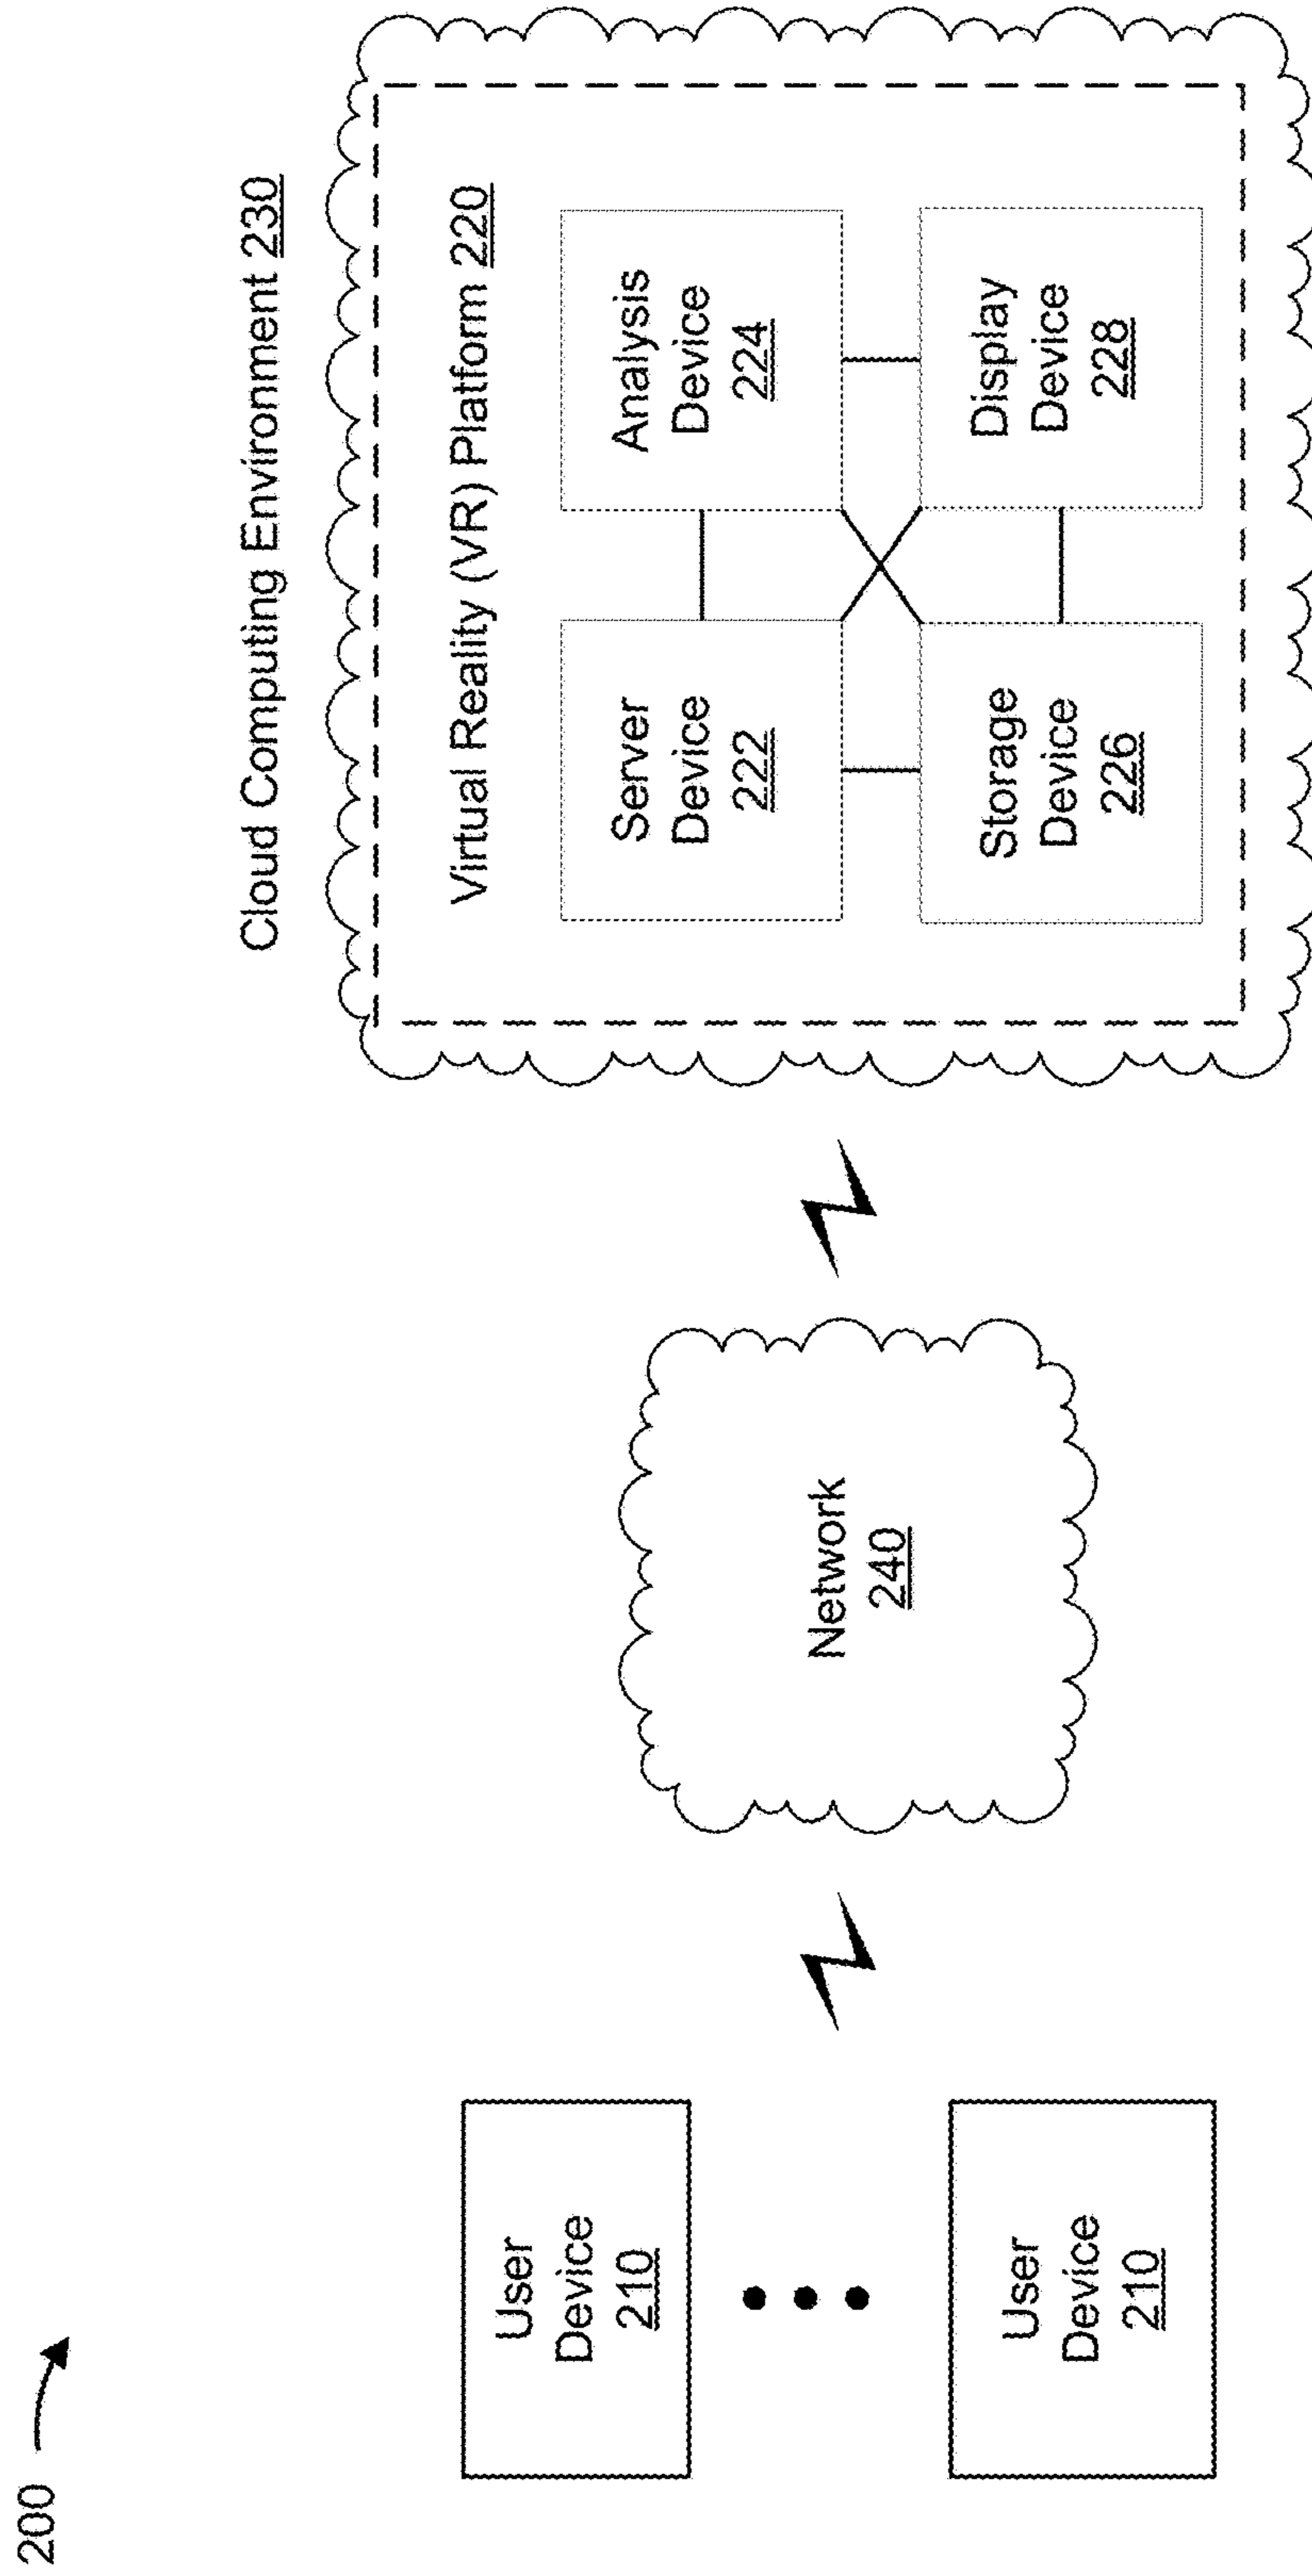 200
Cloud Computing Environment 230
Virtual Reality (VR) Platform 220
User
Device
210
User
Device
210
Network
240
Server
Device
222
Analysis
Device
224
Storage
Device
226
Display
Device
228